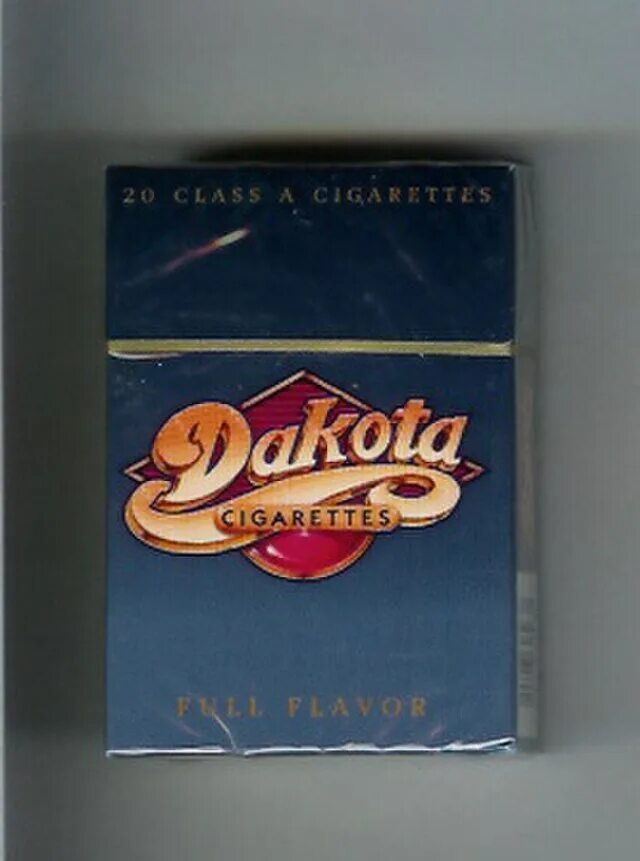 20 CLASS A CIGARETTES
Dakota
CIGARETTES
FULL FLAVOR